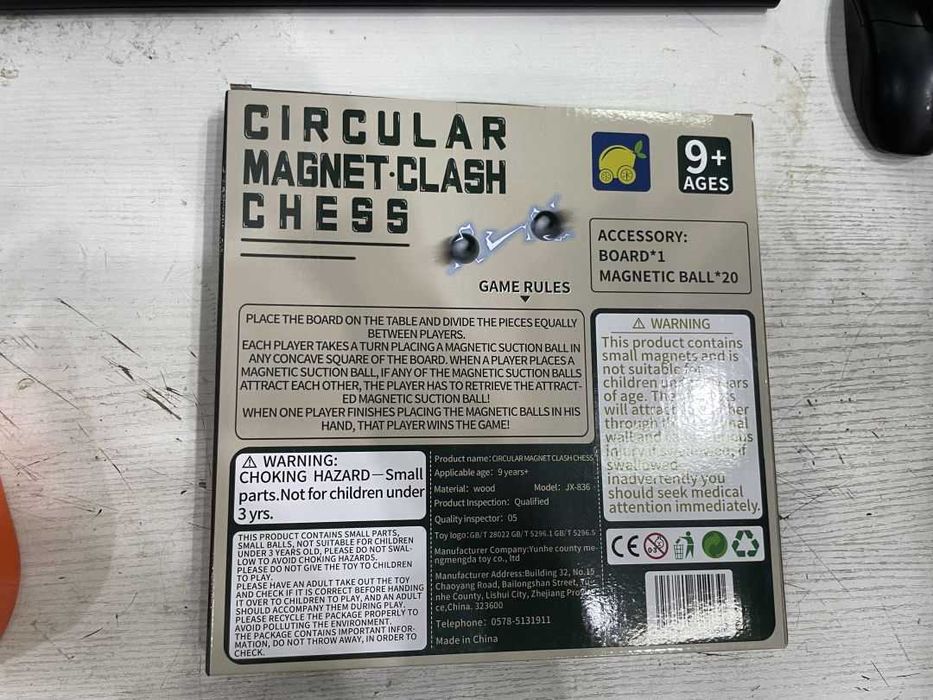 CIRCULAR
MAGNET·CLASH
CHESS
9+
AGES
ACCESSORY:
BOARD*1
MAGNETIC BALL*20
GAME RULES
PLACE THE BOARD ON THE TABLE AND DIVIDE THE PIECES EQUALLY
BETWEEN PLAYERS.
EACH PLAYER TAKES A TURN PLACING A MAGNETIC SUCTION BALL IN
ANY CONCAVE SQUARE OF THE BOARD. WHEN A PLAYER PLACES A
MAGNETIC SUCTION BALL, IF ANY OF THE MAGNETIC SUCTION BALLS
ATTRACT EACH OTHER, THE PLAYER HAS TO RETRIEVE THE ATTRACT-
ED MAGNETIC SUCTION BALL!
WHEN ONE PLAYER FINISHES PLACING THE MAGNETIC BALLS IN HIS
HAND, THAT PLAYER WINS THE GAME!
⚠ WARNING
This product contains
small magnets and is
not suitable for
children
of age.
will attract
through
wall and
swallowed
inadvertently you
should seek medical
attention immediately.
⚠ WARNING:
CHOKING HAZARD—Small
parts.Not for children under
3 yrs.
THIS PRODUCT CONTAINS SMALL PARTS,
SMALL BALLS, NOT SUITABLE FOR CHILDREN
UNDER 3 YEARS OLD, PLEASE DO NOT SWAL-
LOW TO AVOID CHOKING HAZARDS.
PLEASE DO NOT GIVE THE TOY TO CHILDREN
TO PLAY.
PLEASE HAVE AN ADULT TAKE OUT THE TOY
AND CHECK IF IT IS CORRECT BEFORE HANDING
IT OVER TO CHILDREN TO PLAY, AND AN ADULT
SHOULD ACCOMPANY THEM DURING PLAY.
PLEASE RECYCLE THE PACKAGE PROPERLY TO
AVOID POLLUTING THE ENVIRONMENT.
THE PACKAGE CONTAINS IMPORTANT INFOR-
MATION, DO NOT THROW AWAY, IN ORDER TO
CHECK.
Product name: CIRCULAR MAGNET CLASH CHESS
Applicable age: 9 years+
Material: wood Model: JX-836
Product Inspection: Qualified
Quality inspector: 05
Toy logo:GB/T 28022 GB/T 5296.1 GB/T 5296.5
Manufacturer Company:Yunhe county me-
ngmengda toy co., ltd
Manufacturer Address:Building 32, No.15
Chaoyang Road, Bailongshan Street, Yu-
nhe County, Lishui City, Zhejiang Provin-
ce,China. 323600
Telephone: 0578-5131911
Made in China
CE
0-3